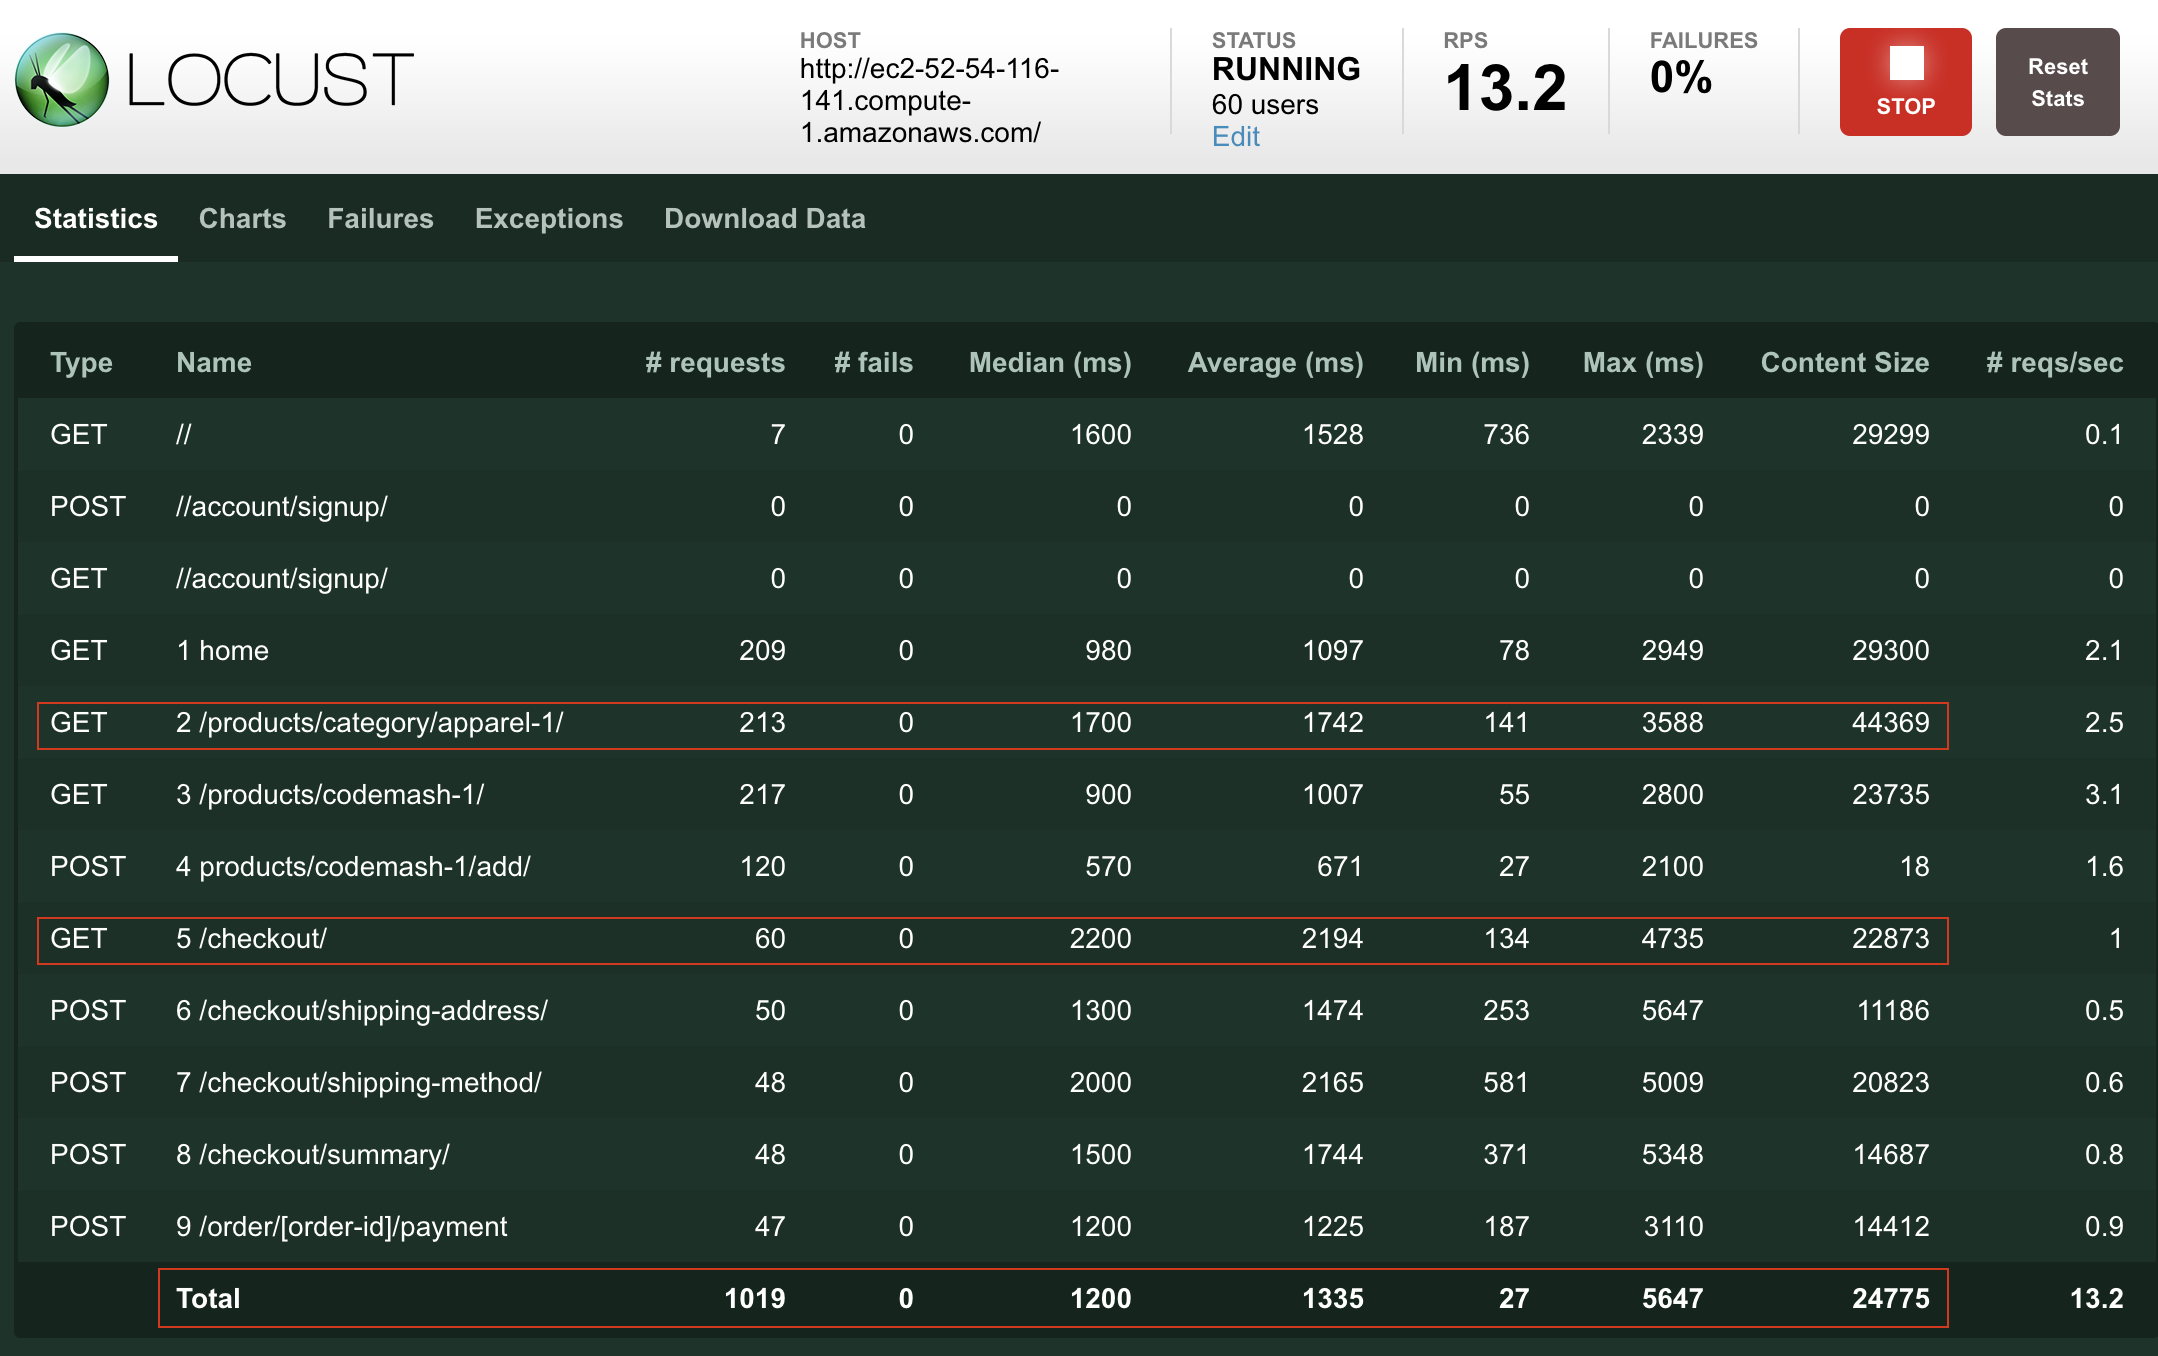 LOCUST
HOST
http://ec2-52-54-116-
141.compute-
1.amazonaws.com/
STATUS
RUNNING
60 users
Edit
RPS
13.2
FAILURES
0%
STOP
Reset
Stats
Statistics Charts Failures Exceptions Download Data
Type Name # requests # fails Median (ms) Average (ms) Min (ms) Max (ms) Content Size # reqs/sec
GET // 7 0 1600 1528 736 2339 29299 0.1
POST //account/signup/ 0 0 0 0 0 0 0 0
GET //account/signup/ 0 0 0 0 0 0 0 0
GET 1 home 209 0 980 1097 78 2949 29300 2.1
GET 2 /products/category/apparel-1/ 213 0 1700 1742 141 3588 44369 2.5
GET 3 /products/codemash-1/ 217 0 900 1007 55 2800 23735 3.1
POST 4 products/codemash-1/add/ 120 0 570 671 27 2100 18 1.6
GET 5 /checkout/ 60 0 2200 2194 134 4735 22873 1
POST 6 /checkout/shipping-address/ 50 0 1300 1474 253 5647 11186 0.5
POST 7 /checkout/shipping-method/ 48 0 2000 2165 581 5009 20823 0.6
POST 8 /checkout/summary/ 48 0 1500 1744 371 5348 14687 0.8
POST 9 /order/[order-id]/payment 47 0 1200 1225 187 3110 14412 0.9
Total 1019 0 1200 1335 27 5647 24775 13.2